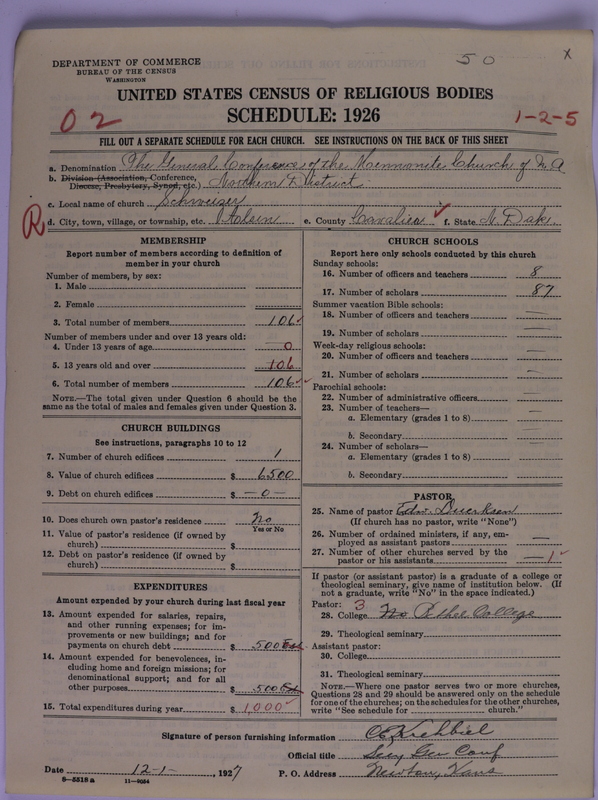 50
x
DEPARTMENT OF COMMERCE
BUREAU OF THE CENSUS
WASHINGTON
UNITED STATES CENSUS OF RELIGIOUS BODIES
SCHEDULE: 1926
02
1-2-5
FILL OUT A SEPARATE SCHEDULE FOR EACH CHURCH. SEE INSTRUCTIONS ON THE BACK OF THIS SHEET
a. Denomination The General Conference of the Mennonite Church of N A
b. Division (Association, Conference, Diocese, Presbytery, Synod, etc.) Northern District
c. Local name of church Schweizer
R
d. City, town, village, or township, etc. Alsen e. County Cavalier ✓ f. State N. Dak.
MEMBERSHIP
Report number of members according to definition of
member in your church
Number of members, by sex:
1. Male
2. Female
3. Total number of members 106 ✓
Number of members under and over 13 years old:
4. Under 13 years of age 0
5. 13 years old and over 106
6. Total number of members 106 ✓
NOTE.—The total given under Question 6 should be the
same as the total of males and females given under Question 3.
CHURCH BUILDINGS
See instructions, paragraphs 10 to 12
7. Number of church edifices 1
8. Value of church edifices $ 6500
9. Debt on church edifices $ —0—
10. Does church own pastor's residence No
Yes or No
11. Value of pastor's residence (if owned by
church) $
12. Debt on pastor's residence (if owned by
church) $
EXPENDITURES
Amount expended by your church during last fiscal year
13. Amount expended for salaries, repairs,
and other running expenses; for im-
provements or new buildings; and for
payments on church debt $ 500 Est
14. Amount expended for benevolences, in-
cluding home and foreign missions; for
denominational support; and for all
other purposes $ 500 Est
15. Total expenditures during year $ 1,000 ✓
CHURCH SCHOOLS
Report here only schools conducted by this church
Sunday schools:
16. Number of officers and teachers 8
17. Number of scholars 87
Summer vacation Bible schools:
18. Number of officers and teachers —
19. Number of scholars —
Week-day religious schools:
20. Number of officers and teachers —
21. Number of scholars —
Parochial schools:
22. Number of administrative officers —
23. Number of teachers—
a. Elementary (grades 1 to 8) —
b. Secondary —
24. Number of scholars—
a. Elementary (grades 1 to 8) —
b. Secondary
PASTOR
25. Name of pastor Edw. Duerksen
(If church has no pastor, write "None")
26. Number of ordained ministers, if any, em-
ployed as assistant pastors —
27. Number of other churches served by the
pastor or his assistants —1 ✓
If pastor (or assistant pastor) is a graduate of a college or
theological seminary, give name of institution below. (If
not a graduate, write "No" in the space indicated.)
Pastor: 3
28. College No Bethel College
29. Theological seminary
Assistant pastor:
30. College
31. Theological seminary
NOTE.—Where one pastor serves two or more churches,
Questions 28 and 29 should be answered only on the schedule
for one of the churches; on the schedules for the other churches,
write "See schedule for church."
Signature of person furnishing information C E Krehbiel
Official title Secy Gen Conf
Date 12-1-, 1927 P. O. Address Newton, Kans
8—5518 a 11—9054